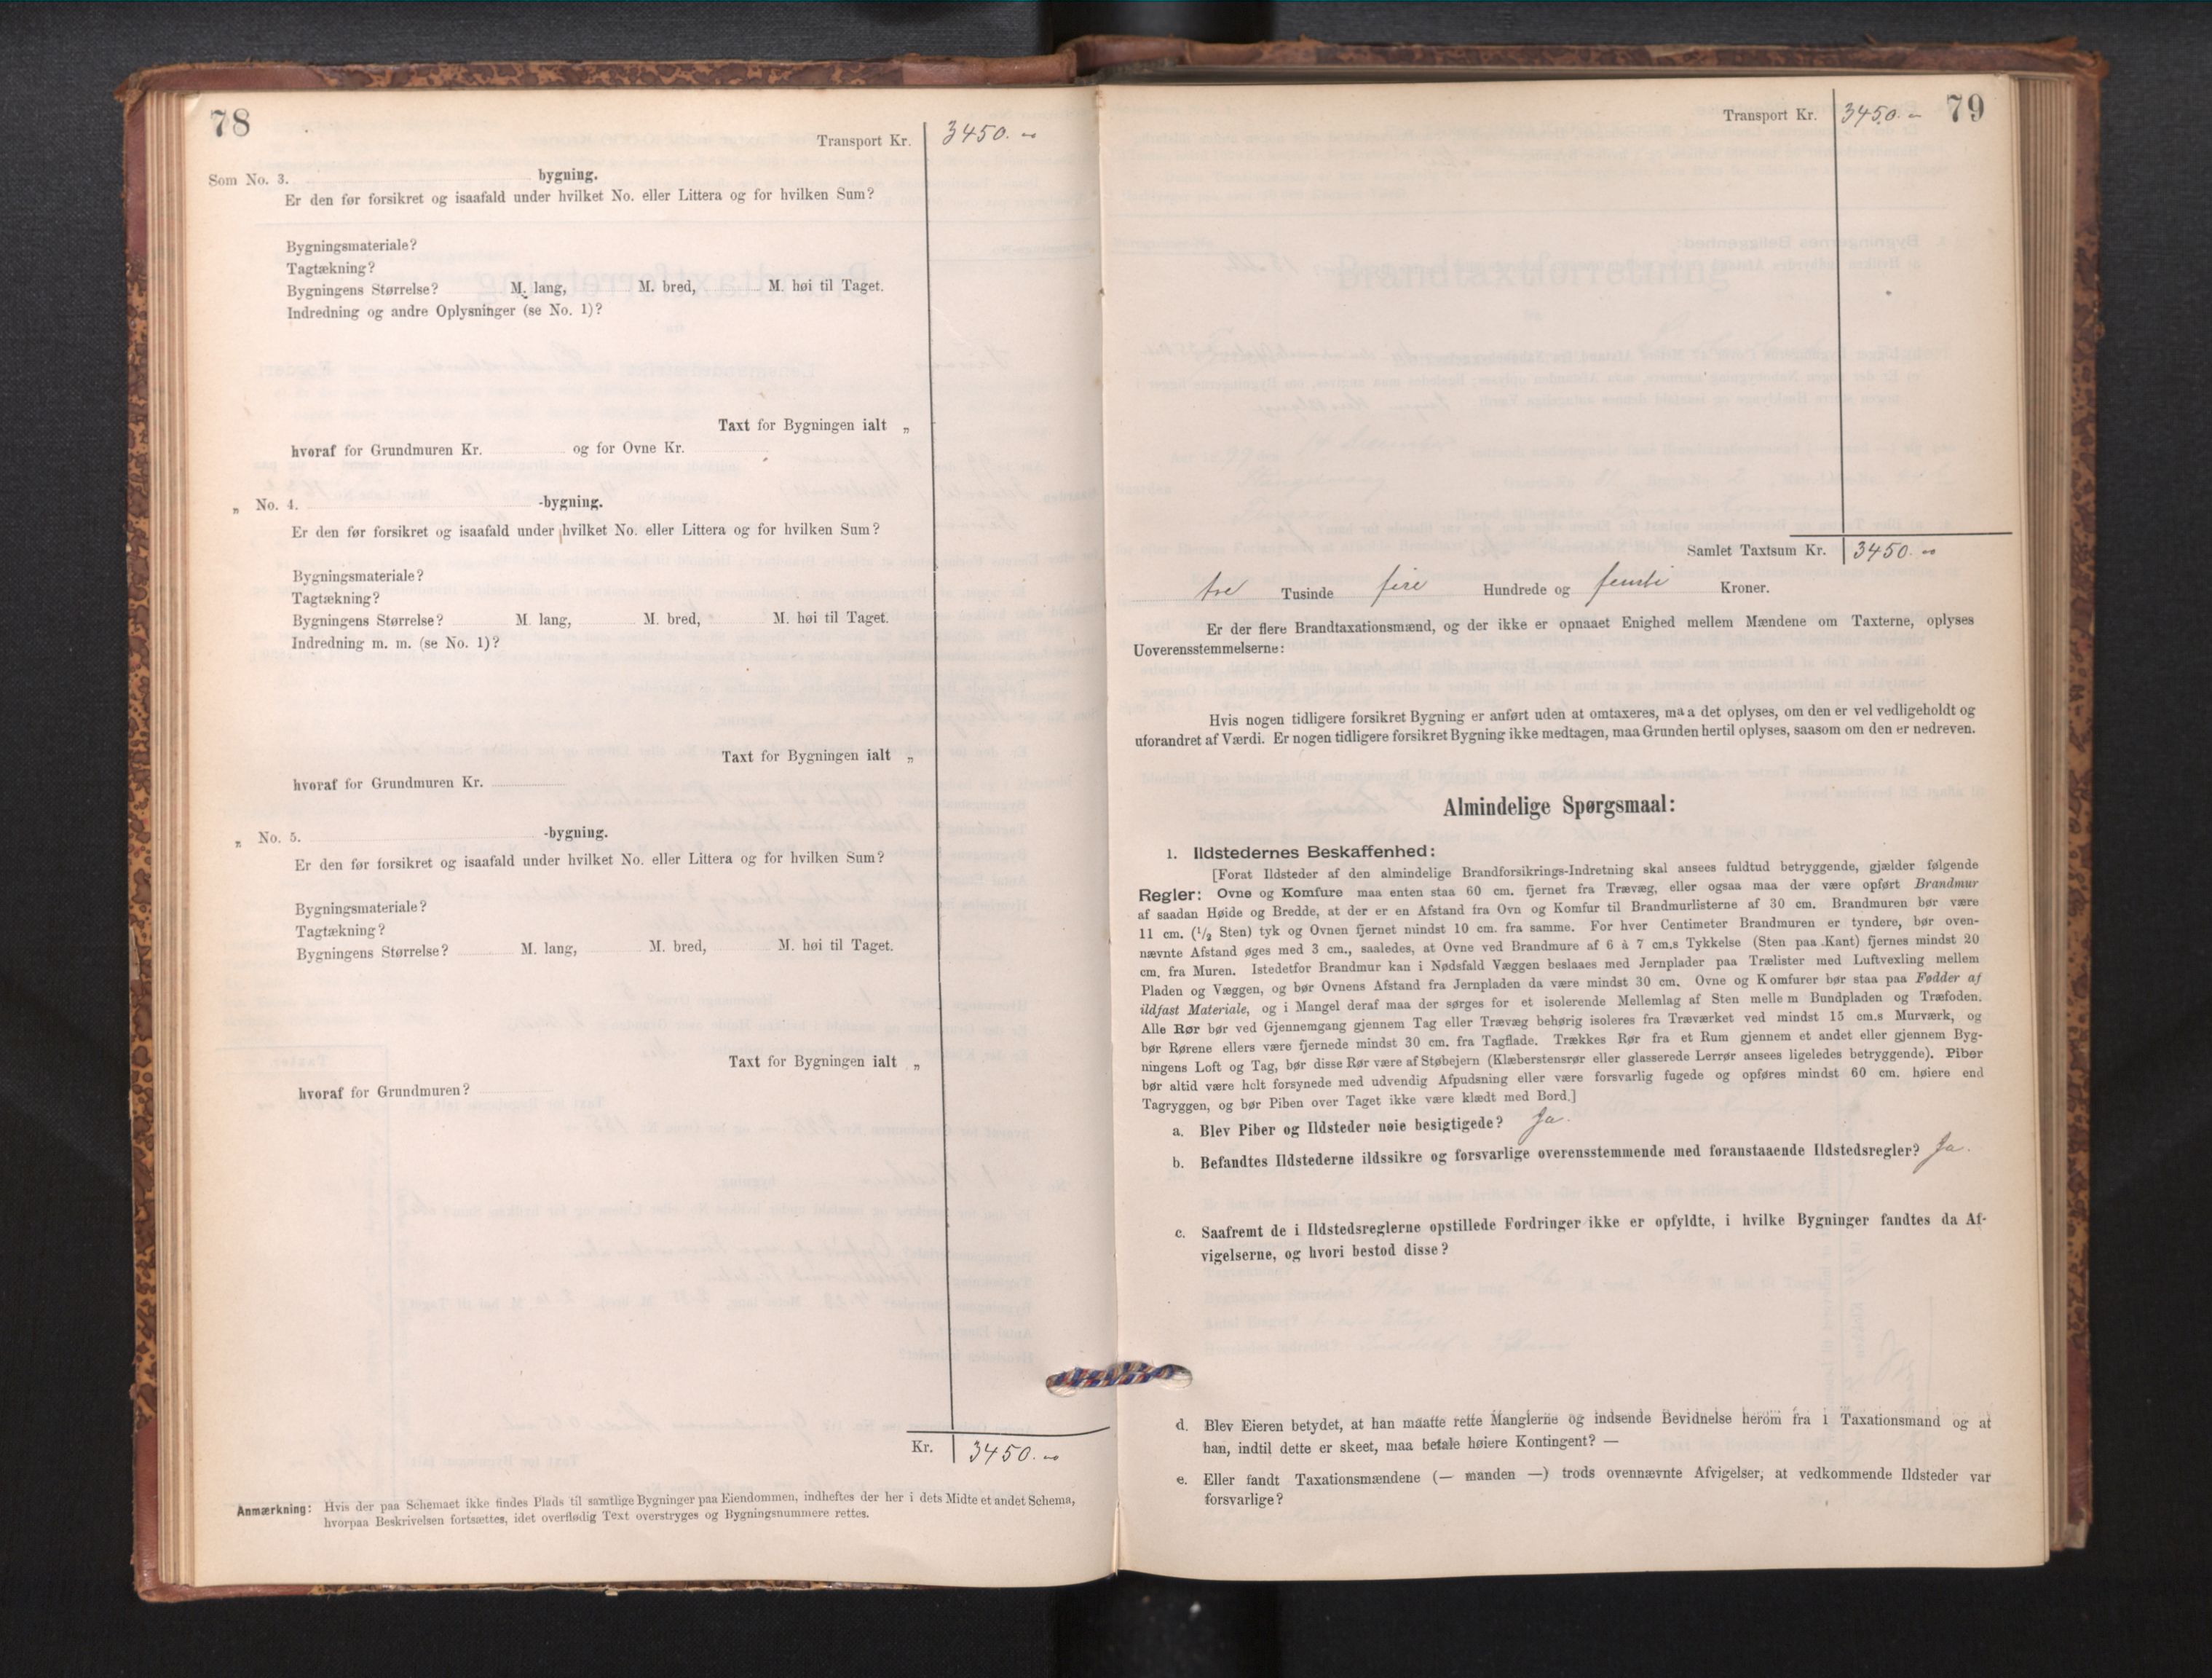 78
Transport Kr. 3450.
Som No. 3. bygning.
Er den før forsikret og isaafald under hvilket No. eller Littera og for hvilken Sum?
Bygningsmateriale?
Tagtækning?
Bygningens Størrelse? M. lang, M. bred, M. høi til Taget.
Indredning og andre Oplysninger (se No. 1)?
Taxt for Bygningen ialt „
hvoraf for Grundmuren Kr. og for Ovne Kr.
„ No. 4. -bygning.
Er den før forsikret og isaafald under hvilket No. eller Littera og for hvilken Sum?
Bygningsmateriale?
Tagtækning?
Bygningens Størrelse? M. lang, M. bred, M. høi til Taget.
Indredning m. m. (se No. 1)?
Taxt for Bygningen ialt „
hvoraf for Grundmuren Kr.
„ No. 5. -bygning.
Er den før forsikret og isaafald under hvilket No. eller Littera og for hvilken Sum?
Bygningsmateriale?
Tagtækning?
Bygningens Størrelse? M. lang, M. bred, M. høi til Taget.
Taxt for Bygningen ialt „
hvoraf for Grundmuren?
Kr. 3450.
Anmærkning: Hvis der paa Schemaet ikke findes Plads til samtlige Bygninger paa Eiendommen, indheftes der her i dets Midte et andet Schema,
hvorpaa Beskrivelsen fortsættes, idet overflødig Text overstryges og Bygningsnummere rettes.
79
Transport Kr. 3450.
Samlet Taxtsum Kr. 3450.
tre Tusinde fire Hundrede og femti Kroner.
Er der flere Brandtaxationsmænd, og der ikke er opnaaet Enighed mellem Mændene om Taxterne, oplyses
Uoverensstemmelserne:
Hvis nogen tidligere forsikret Bygning er anført uden at omtaxeres, maa det oplyses, om den er vel vedligeholdt og
uforandret af Værdi. Er nogen tidligere forsikret Bygning ikke medtagen, maa Grunden hertil oplyses, saasom om den er nedreven.
Almindelige Spørgsmaal:
1. Ildstedernes Beskaffenhed:
[Forat Ildsteder af den almindelige Brandforsikrings-Indretning skal ansees fuldtud betryggende, gjælder følgende
Regler: Ovne og Komfure maa enten staa 60 cm. fjernet fra Trævæg, eller ogsaa maa der være opført Brandmur
af saadan Høide og Bredde, at der er en Afstand fra Ovn og Komfur til Brandmurlisterne af 30 cm. Brandmuren bør være
11 cm. (1/2 Sten) tyk og Ovnen fjernet mindst 10 cm. fra samme. For hver Centimeter Brandmuren er tyndere, bør oven-
nævnte Afstand øges med 3 cm., saaledes, at Ovne ved Brandmure af 6 à 7 cm.s Tykkelse (Sten paa Kant) fjernes mindst 20
cm. fra Muren. Istedetfor Brandmur kan i Nødsfald Væggen beslaaes med Jernplader paa Trælister med Luftvexling mellem
Pladen og Væggen, og bør Ovnens Afstand fra Jernpladen da være mindst 30 cm. Ovne og Komfurer bør staa paa Fødder af
ildfast Materiale, og i Mangel deraf maa der sørges for et isolerende Mellemlag af Sten mellem Bundpladen og Træfoden.
Alle Rør bør ved Gjennemgang gjennem Tag eller Trævæg behørig isoleres fra Træværket ved mindst 15 cm.s Murværk, og
bør Rørene ellers være fjernede mindst 30 cm. fra Tagflade. Trækkes Rør fra et Rum gjennem et andet eller gjennem Byg-
ningens Loft og Tag, bør disse Rør være af Støbejern (Klæberstensrør eller glasserede Lerrør ansees ligeledes betryggende). Piber
bør altid være helt forsynede med udvendig Afpudsning eller være forsvarlig fugede og opføres mindst 60 cm. høiere end
Tagryggen, og bør Piben over Taget ikke være klædt med Bord.]
a. Blev Piber og Ildsteder nøie besigtigede? Ja.
b. Befandtes Ildstederne ildssikre og forsvarlige overensstemmende med foranstaaende Ildstedsregler? Ja.
c. Saafremt de i Ildstedsreglerne opstillede Fordringer ikke er opfyldte, i hvilke Bygninger fandtes da Af-
vigelserne, og hvori bestod disse?
d. Blev Eieren betydet, at han maatte rette Manglerne og indsende Bevidnelse herom fra 1 Taxationsmand og at
han, indtil dette er skeet, maa betale høiere Kontingent? —
e. Eller fandt Taxationsmændene (— manden —) trods ovennævnte Afvigelser, at vedkommende Ildsteder var
forsvarlige?